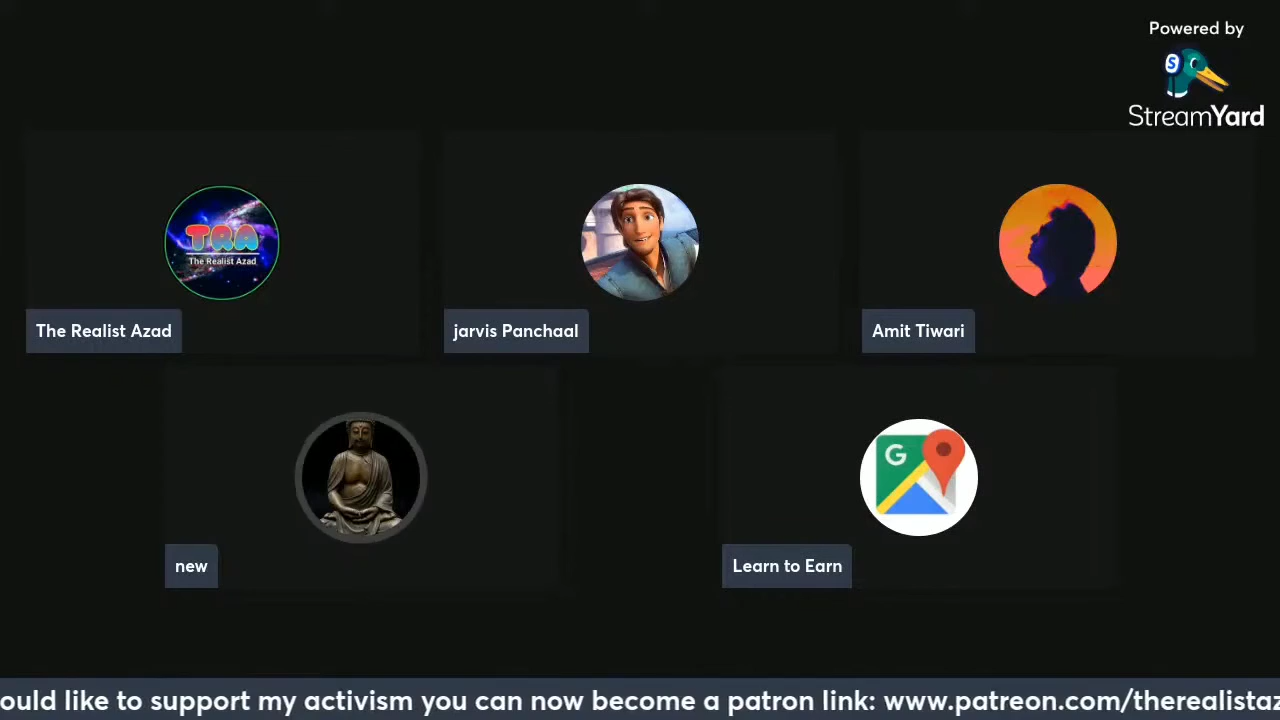 Powered by
S
StreamYard
TRA
The Realist Azad
The Realist Azad
jarvis Panchaal
Amit Tiwari
G
new
Learn to Earn
ould like to support my activism you can now become a patron link: www.patreon.com/therealistaz